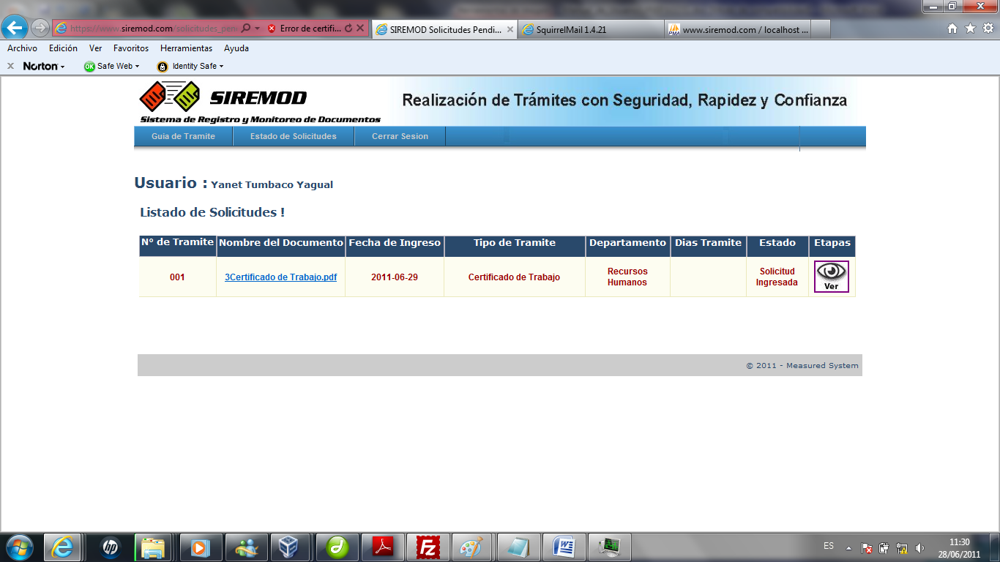 https://www.siremod.com/solicitudes_pen
Error de certifi...
SIREMOD Solicitudes Pendi...
SquirrelMail 1.4.21
www.siremod.com / localhost ...
Archivo Edición Ver Favoritos Herramientas Ayuda
X Norton Safe Web Identity Safe
SIREMOD
Sistema de Registro y Monitoreo de Documentos
Realización de Trámites con Seguridad, Rapidez y Confianza
Guia de Tramite Estado de Solicitudes Cerrar Sesion
Usuario : Yanet Tumbaco Yagual
Listado de Solicitudes !
Nº de Tramite Nombre del Documento Fecha de Ingreso Tipo de Tramite Departamento Dias Tramite Estado Etapas
001 3Certificado de Trabajo.pdf 2011-06-29 Certificado de Trabajo Recursos Humanos Solicitud Ingresada Ver
© 2011 - Measured System
ES
11:30
28/06/2011